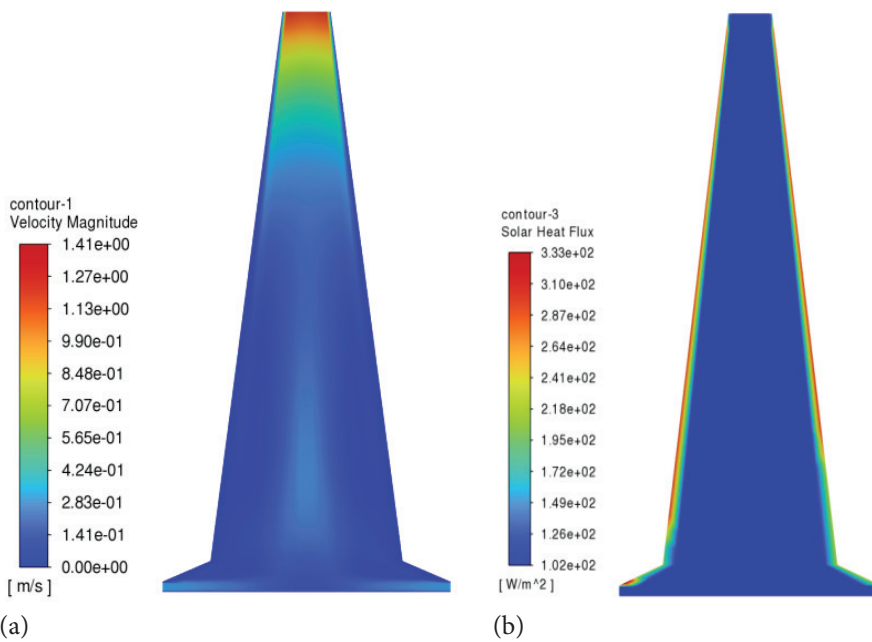 contour-1
Velocity Magnitude
1.41e+00
1.27e+00
1.13e+00
9.90e-01
8.48e-01
7.07e-01
5.65e-01
4.24e-01
2.83e-01
1.41e-01
0.00e+00
[ m/s ]
(a)
contour-3
Solar Heat Flux
3.33e+02
3.10e+02
2.87e+02
2.64e+02
2.41e+02
2.18e+02
1.95e+02
1.72e+02
1.49e+02
1.26e+02
1.02e+02
[ W/m^2 ]
(b)